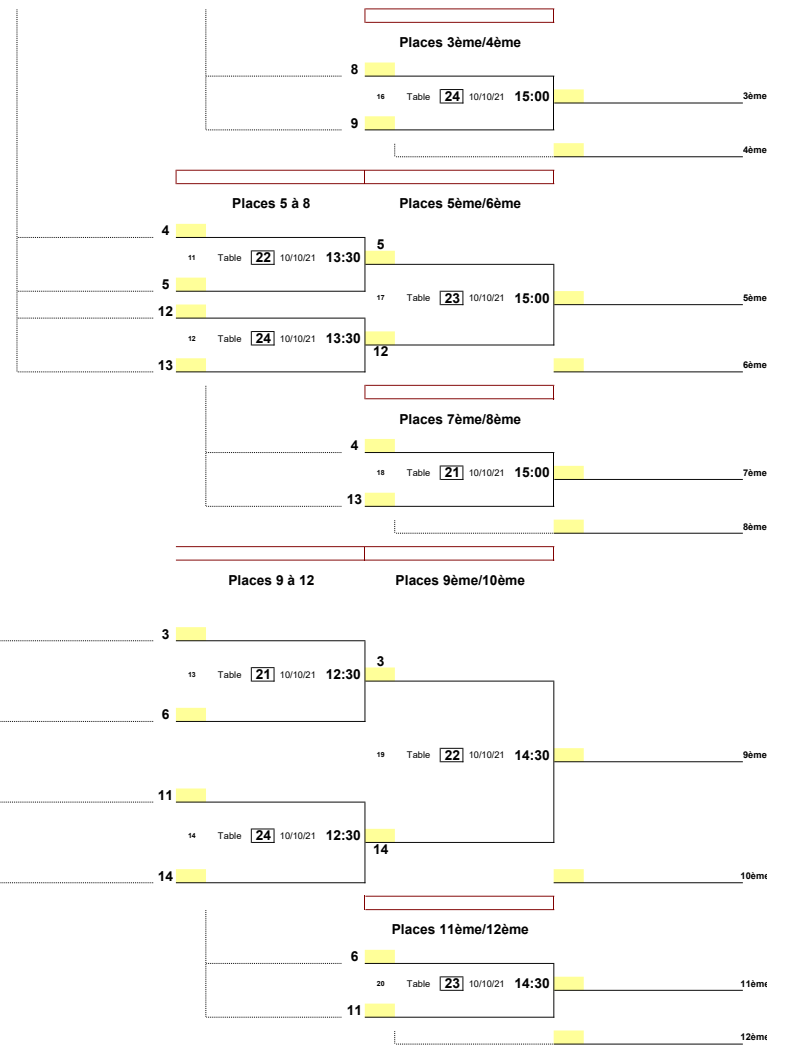 Places 3ème/4ème
8
16 Table 24 10/10/21 15:00 3ème
9
4ème
Places 5 à 8 Places 5ème/6ème
4
5
11 Table 22 10/10/21 13:30
5
17 Table 23 10/10/21 15:00 5ème
12
12 Table 24 10/10/21 13:30
12
13 6ème
Places 7ème/8ème
4
18 Table 21 10/10/21 15:00 7ème
13
8ème
Places 9 à 12 Places 9ème/10ème
3
3
13 Table 21 10/10/21 12:30
6
19 Table 22 10/10/21 14:30 9ème
11
14 Table 24 10/10/21 12:30
14
14 10ème
Places 11ème/12ème
6
20 Table 23 10/10/21 14:30 11ème
11
12ème